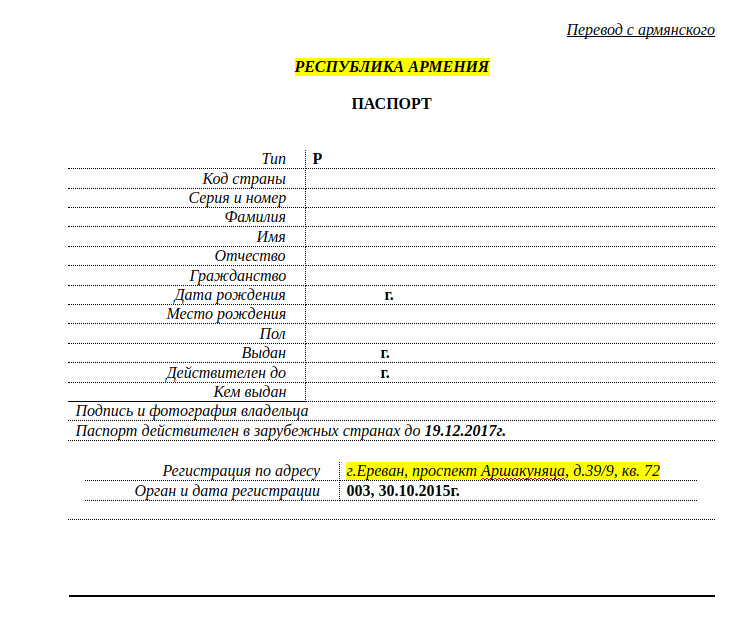 Перевод с армянского
РЕСПУБЛИКА АРМЕНИЯ
ПАСПОРТ
Тип P
Код страны
Серия и номер
Фамилия
Имя
Отчество
Гражданство
Дата рождения г.
Место рождения
Пол
Выдан г.
Действителен до г.
Кем выдан
Подпись и фотография владельца
Паспорт действителен в зарубежных странах до 19.12.2017г.
Регистрация по адресу г.Ереван, проспект Аршакуняца, д.39/9, кв. 72
Орган и дата регистрации 003, 30.10.2015г.